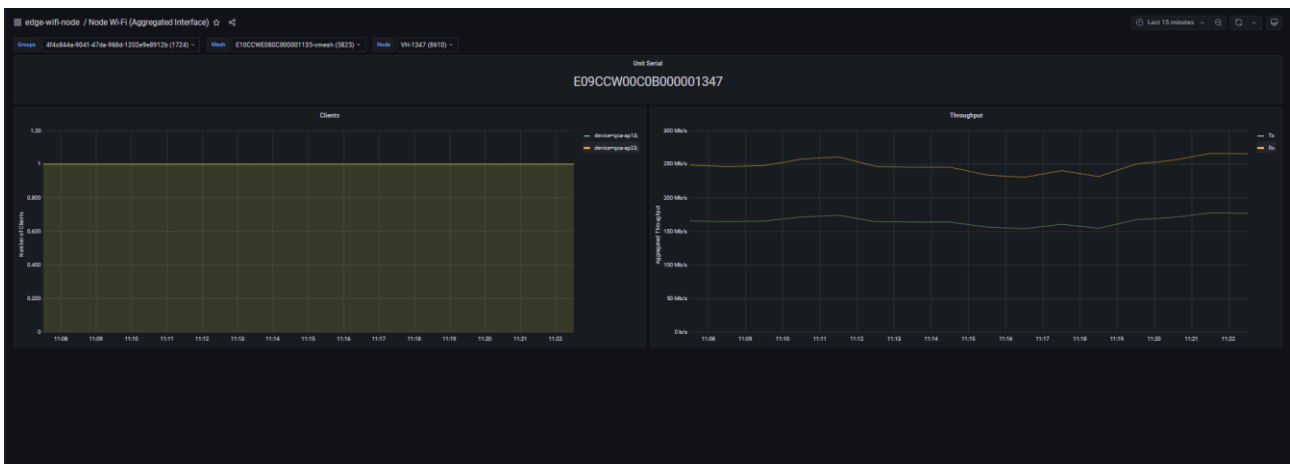 edge-wifi-node / Node Wi-Fi (Aggregated Interface)
Last 15 minutes
Groups 4f4c844a-9041-47da-968d-1202e9e8912b (1724) Mesh E10CCWE080C000001135-vmesh (5825) Node VH-1347 (8610)
Unit Serial
E09CCW00C0B000001347
Clients
Number of Clients
1.20
1
0.800
0.600
0.400
0.200
0
11:08 11:09 11:10 11:11 11:12 11:13 11:14 11:15 11:16 11:17 11:18 11:19 11:20 11:21 11:22
device=qca-ap13;
device=qca-ap23;
Throughput
Aggregated Throughput
300 Mb/s
250 Mb/s
200 Mb/s
150 Mb/s
100 Mb/s
50 Mb/s
0 b/s
11:08 11:09 11:10 11:11 11:12 11:13 11:14 11:15 11:16 11:17 11:18 11:19 11:20 11:21 11:22
Tx
Rx